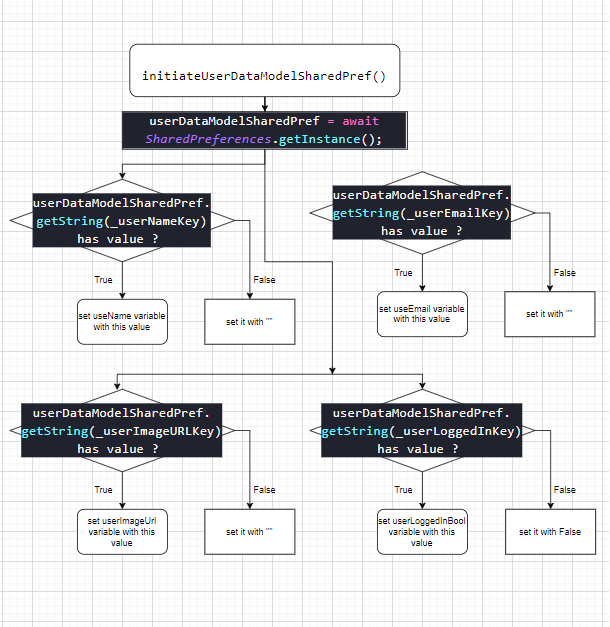 initiateUserDataModelSharedPref()
userDataModelSharedPref = await
SharedPreferences.getInstance();
userDataModelSharedPref.
getString(_userNameKey)
has value ?
True
False
set useName variable
with this value
set it with ""
userDataModelSharedPref.
getString(_userEmailKey)
has value ?
True
False
set useEmail variable
with this value
set it with ""
userDataModelSharedPref.
getString(_userImageURLKey)
has value ?
True
False
set userImageUrl
variable with this
value
set it with ""
userDataModelSharedPref.
getString(_userLoggedInKey)
has value ?
True
False
set userLoggedInBool
variable with this
value
set it with False